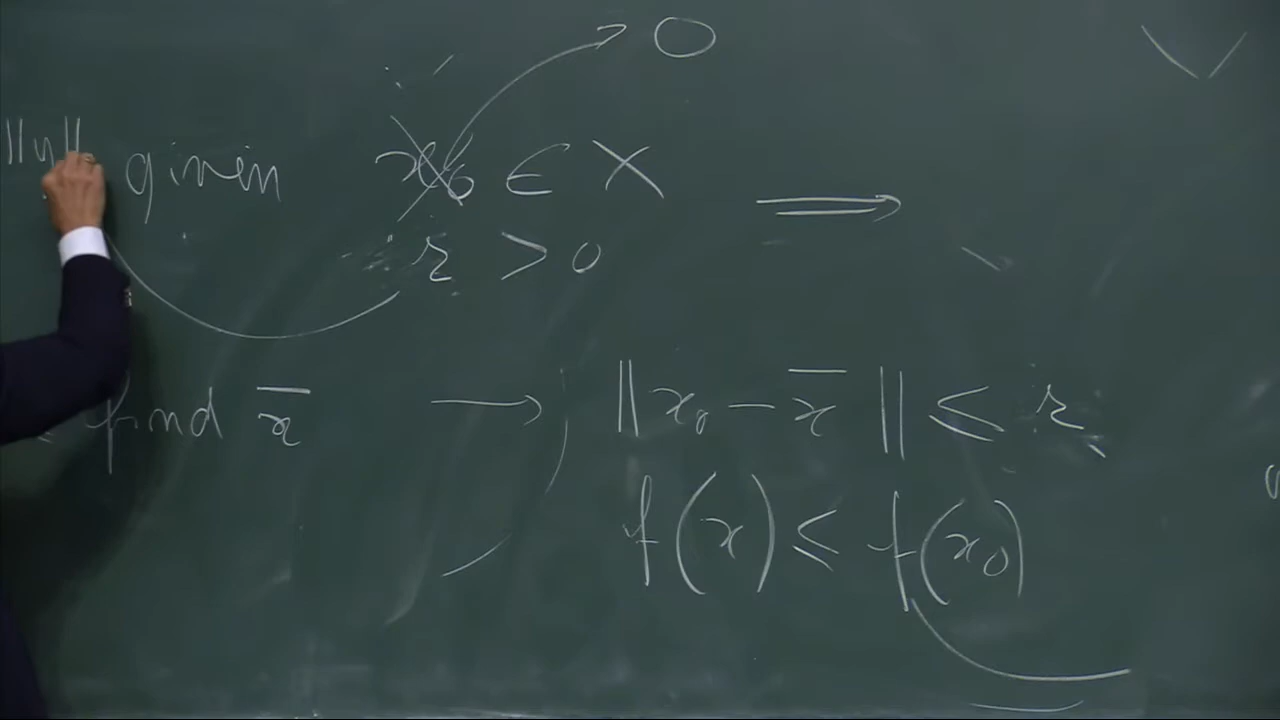 0
||y|| given x₀ ∈ X ⟹
r > 0
find x̄ → ||x₀ − x̄|| ≤ r
f(x) ≤ f(x₀)